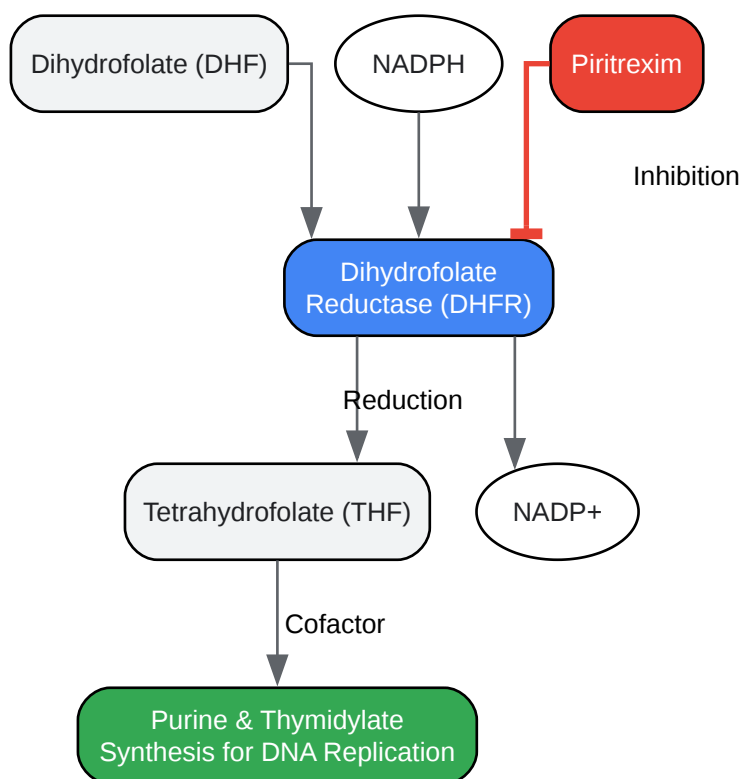 Dihydrofolate (DHF)
NADPH
Piritrexim
Inhibition
Dihydrofolate
Reductase (DHFR)
Reduction
Tetrahydrofolate (THF)
NADP+
Cofactor
Purine & Thymidylate
Synthesis for DNA Replication